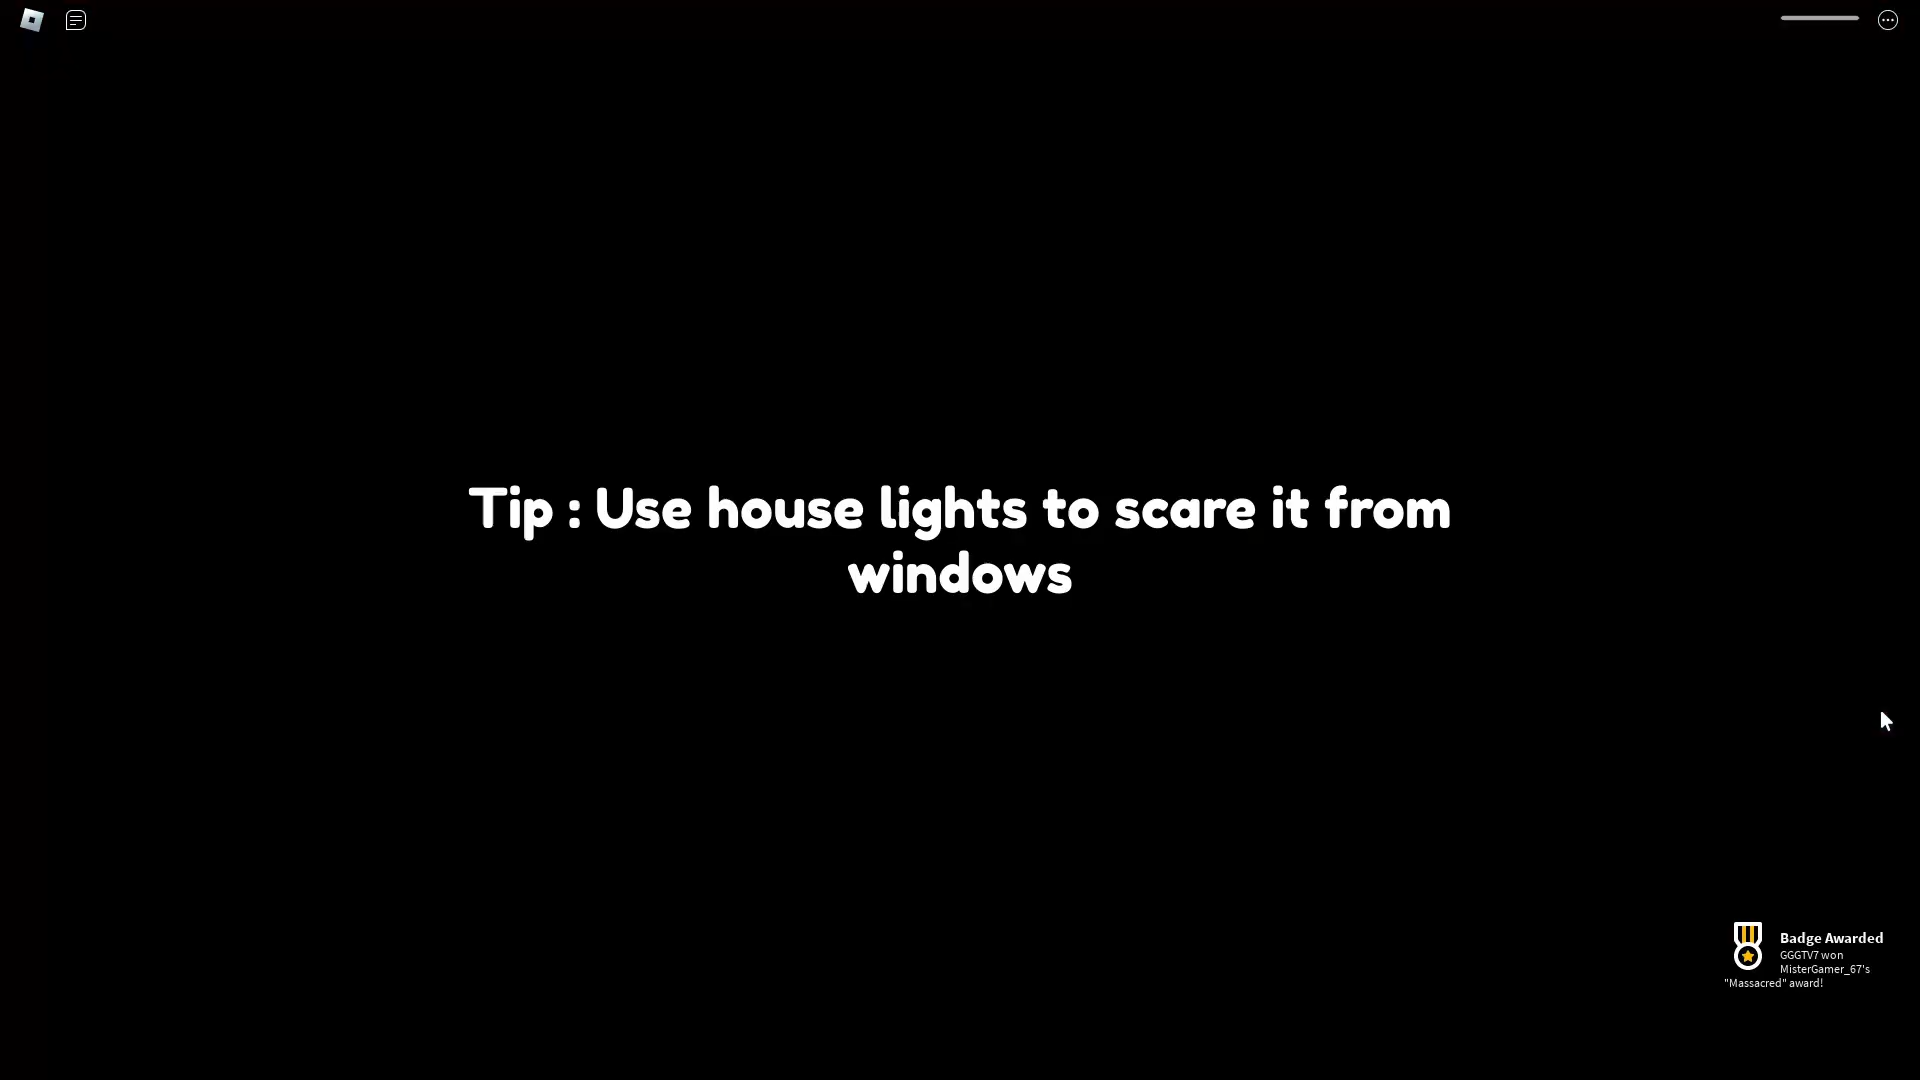 Tip : Use house lights to scare it from
windows
Badge Awarded
GGGTV7 won
MisterGamer_67's
"Massacred" award!